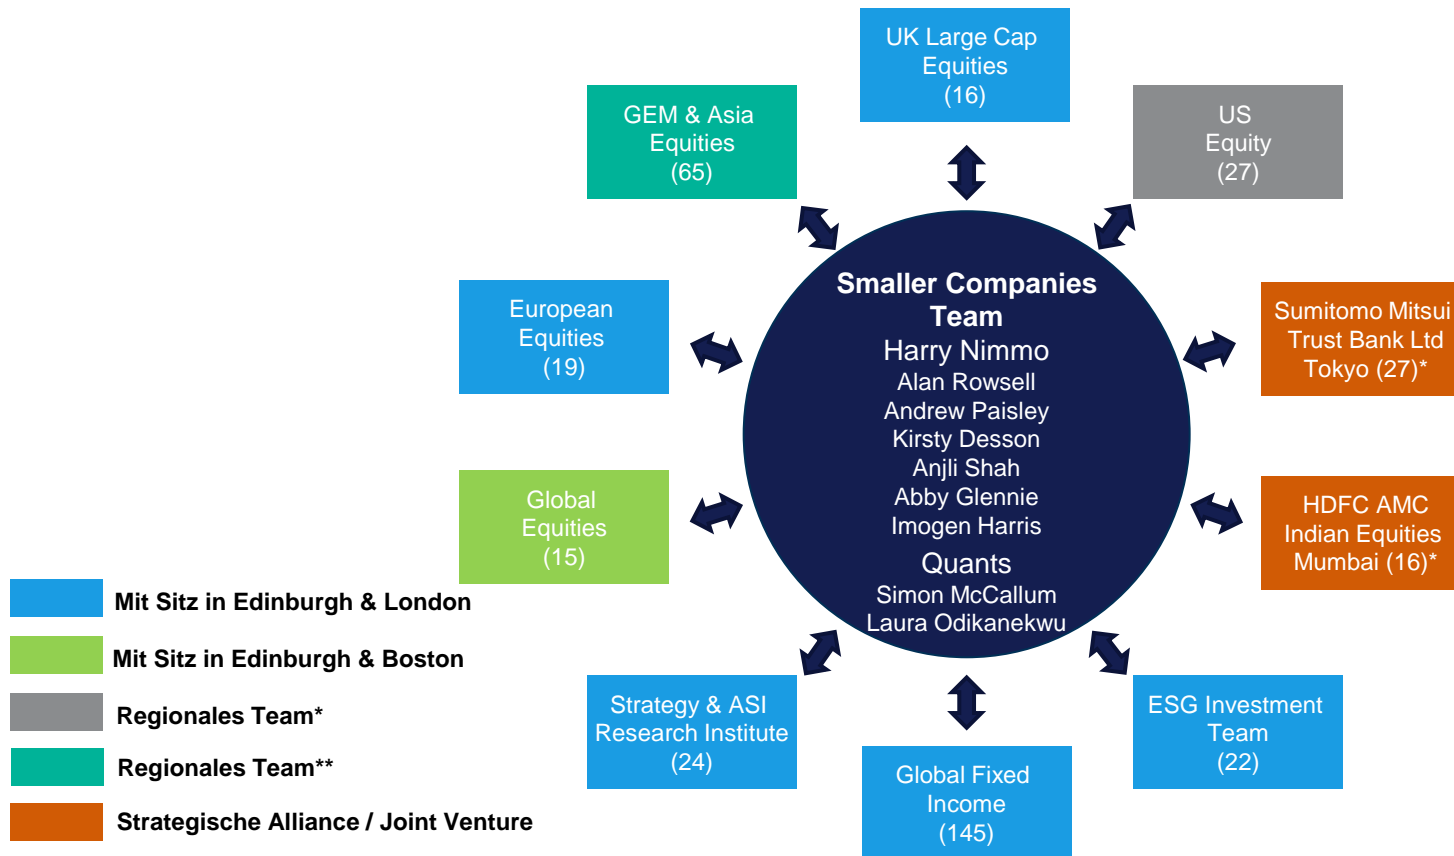 UK Large Cap
Equities
(16)
GEM & Asia
Equities
(65)
US
Equity
(27)
European
Equities
(19)
Smaller Companies
Team
Harry Nimmo
Alan Rowsell
Andrew Paisley
Kirsty Desson
Anjli Shah
Abby Glennie
Imogen Harris
Quants
Simon McCallum
Laura Odikanekwu
Sumitomo Mitsui
Trust Bank Ltd
Tokyo (27)*
Global
Equities
(15)
HDFC AMC
Indian Equities
Mumbai (16)*
Mit Sitz in Edinburgh & London
Mit Sitz in Edinburgh & Boston
Regionales Team*
Regionales Team**
Strategische Alliance / Joint Venture
Strategy & ASI
Research Institute
(24)
Global Fixed
Income
(145)
ESG Investment
Team
(22)